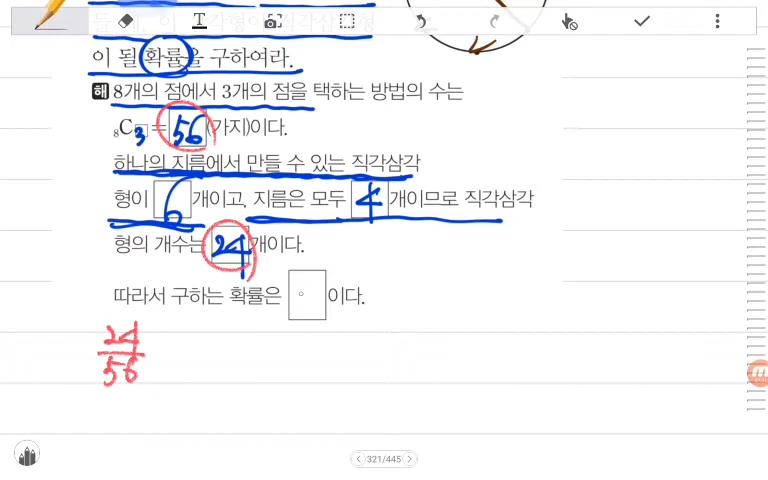 이 될 확률을 구하여라.
해 8개의 점에서 3개의 점을 택하는 방법의 수는
₈C3 = 56 (가지)이다.
하나의 지름에서 만들 수 있는 직각삼각
형이 6 개이고, 지름은 모두 4 개이므로 직각삼각
형의 개수는 24 개이다.
따라서 구하는 확률은 이다.
24
56
321/445